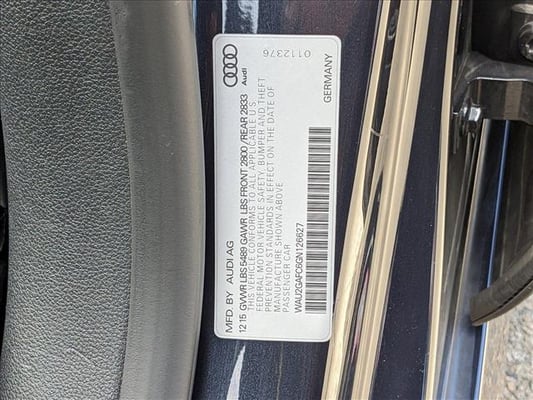 Audi
0112376
MFD. BY AUDI AG
12 15 GVWR LBS 5489 GAWR LBS FRONT 2800 / REAR 2833
THIS VEHICLE CONFORMS TO ALL APPLICABLE U.S.
FEDERAL MOTOR VEHICLE SAFETY, BUMPER AND THEFT
PREVENTION STANDARDS IN EFFECT ON THE DATE OF
MANUFACTURE SHOWN ABOVE
PASSENGER CAR
WAU2GAFC6GN126627
GERMANY